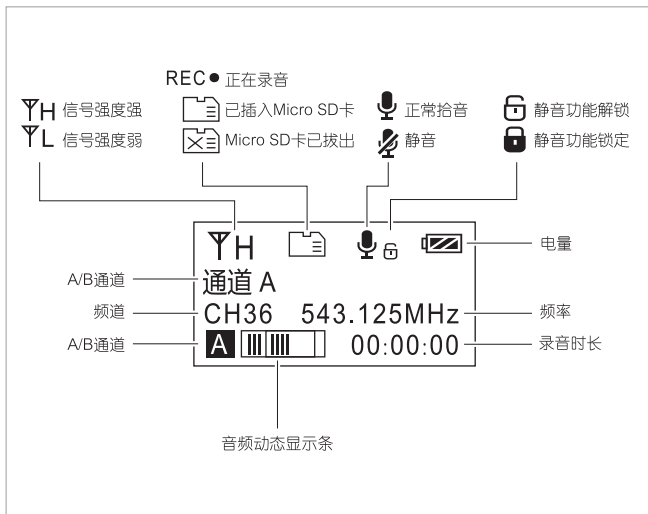 REC● 正在录音
H 信号强度强
已插入Micro SD卡
正常拾音
静音功能解锁
L 信号强度弱
Micro SD卡已拔出
静音
静音功能锁定
H
电量
A/B通道
通道 A
频道
CH36 543.125MHz
频率
A/B通道
A 00:00:00
录音时长
音频动态显示条